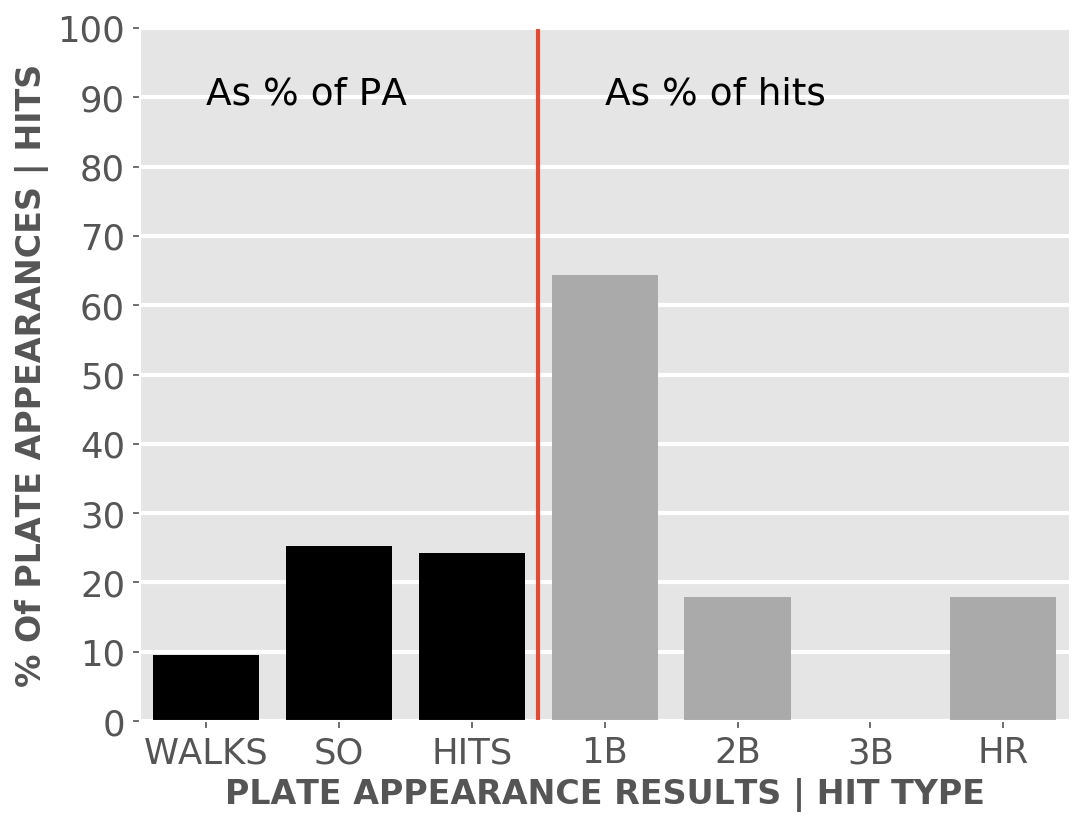 % Of PLATE APPEARANCES | HITS
100
90
80
70
60
50
40
30
20
10
0
As % of PA
As % of hits
WALKS SO HITS 1B 2B 3B HR
PLATE APPEARANCE RESULTS | HIT TYPE